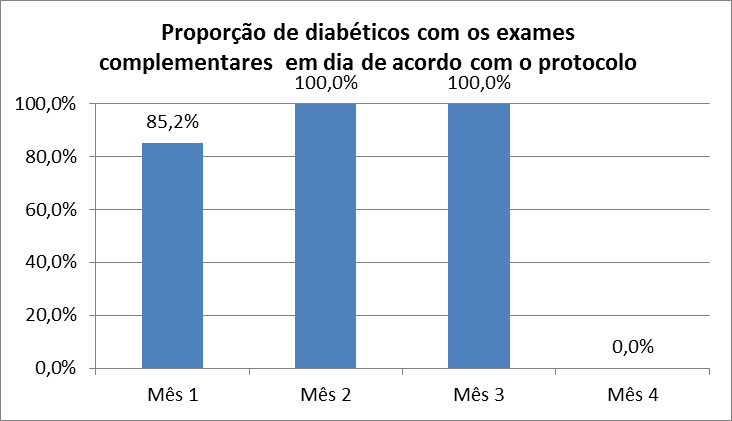 Proporção de diabéticos com os exames
complementares  em dia de acordo com o protocolo
100,0%
80,0%
60,0%
40,0%
20,0%
0,0%
85,2%
100,0%
100,0%
0,0%
Mês 1
Mês 2
Mês 3
Mês 4